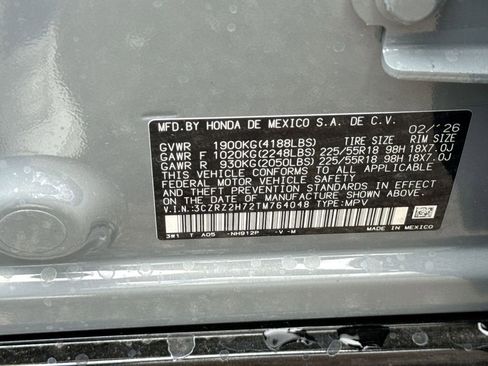 MFD.BY HONDA DE MEXICO S.A. DE C.V. 02/'26
GVWR 1900KG(4188LBS) TIRE SIZE RIM SIZE
GAWR F 1020KG(2248LBS) 225/55R18 98H 18X7.0J
GAWR R 930KG(2050LBS) 225/55R18 98H 18X7.0J
THIS VEHICLE CONFORMS TO ALL APPLICABLE
FEDERAL MOTOR VEHICLE SAFETY
STANDARDS IN EFFECT ON THE DATE OF
MANUFACTURE SHOWN ABOVE.
V.I.N.:3CZRZ2H72TM764048 TYPE:MPV
3W1 T A05 -NH912P -V -M MADE IN MEXICO